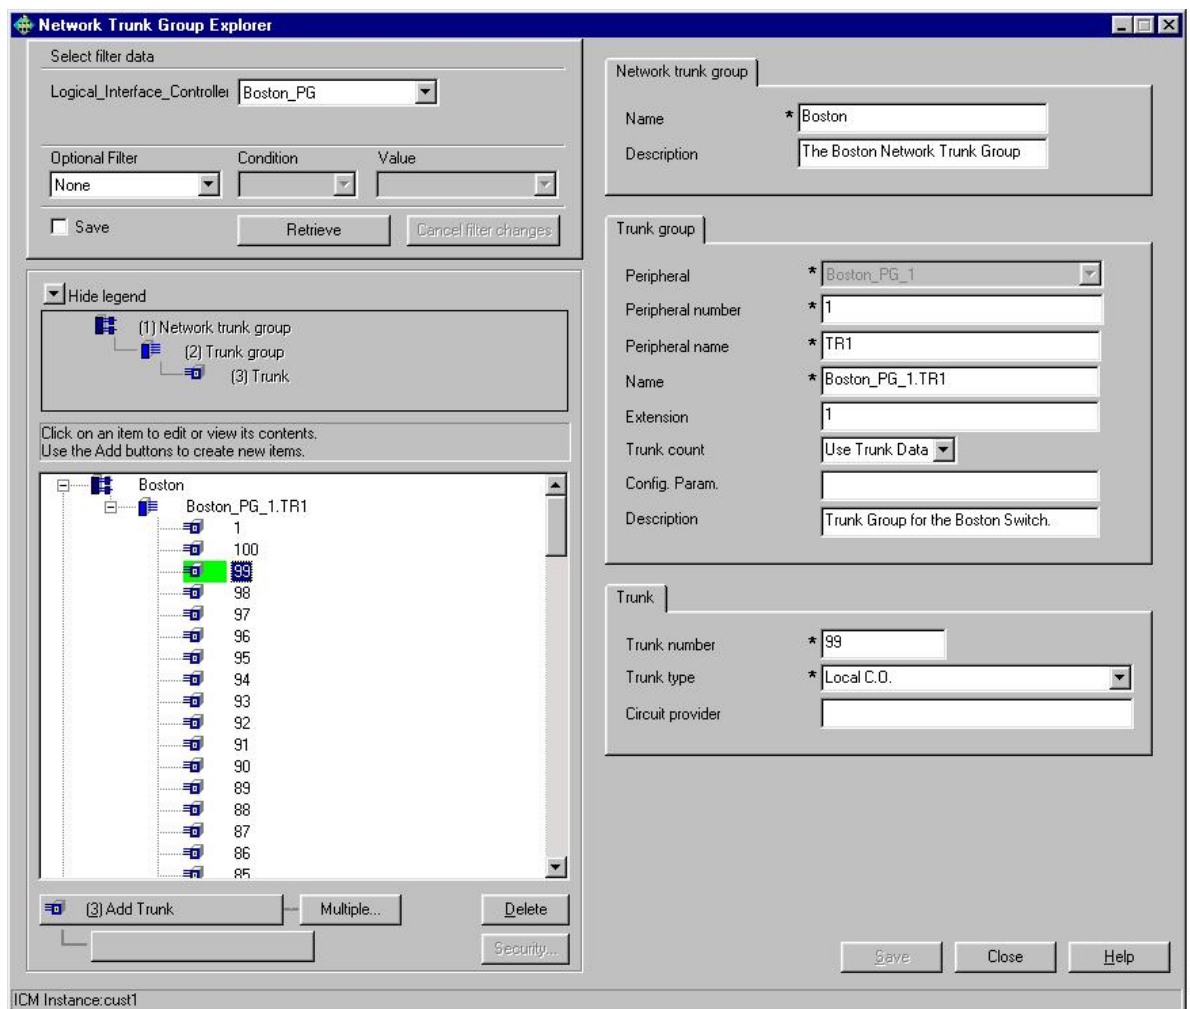 Network Trunk Group Explorer
Select filter data
Logical_Interface_Controller Boston_PG
Optional Filter Condition Value
None
Save Retrieve Cancel filter changes
Hide legend
(1) Network trunk group
(2) Trunk group
(3) Trunk
Click on an item to edit or view its contents.
Use the Add buttons to create new items.
Boston
Boston_PG_1.TR1
1
100
99
98
97
96
95
94
93
92
91
90
89
88
87
86
85
(3) Add Trunk Multiple... Delete
Security...
Network trunk group
Name * Boston
Description The Boston Network Trunk Group
Trunk group
Peripheral * Boston_PG_1
Peripheral number * 1
Peripheral name * TR1
Name * Boston_PG_1.TR1
Extension 1
Trunk count Use Trunk Data
Config. Param.
Description Trunk Group for the Boston Switch.
Trunk
Trunk number * 99
Trunk type * Local C.O.
Circuit provider
Save Close Help
ICM Instance:cust1